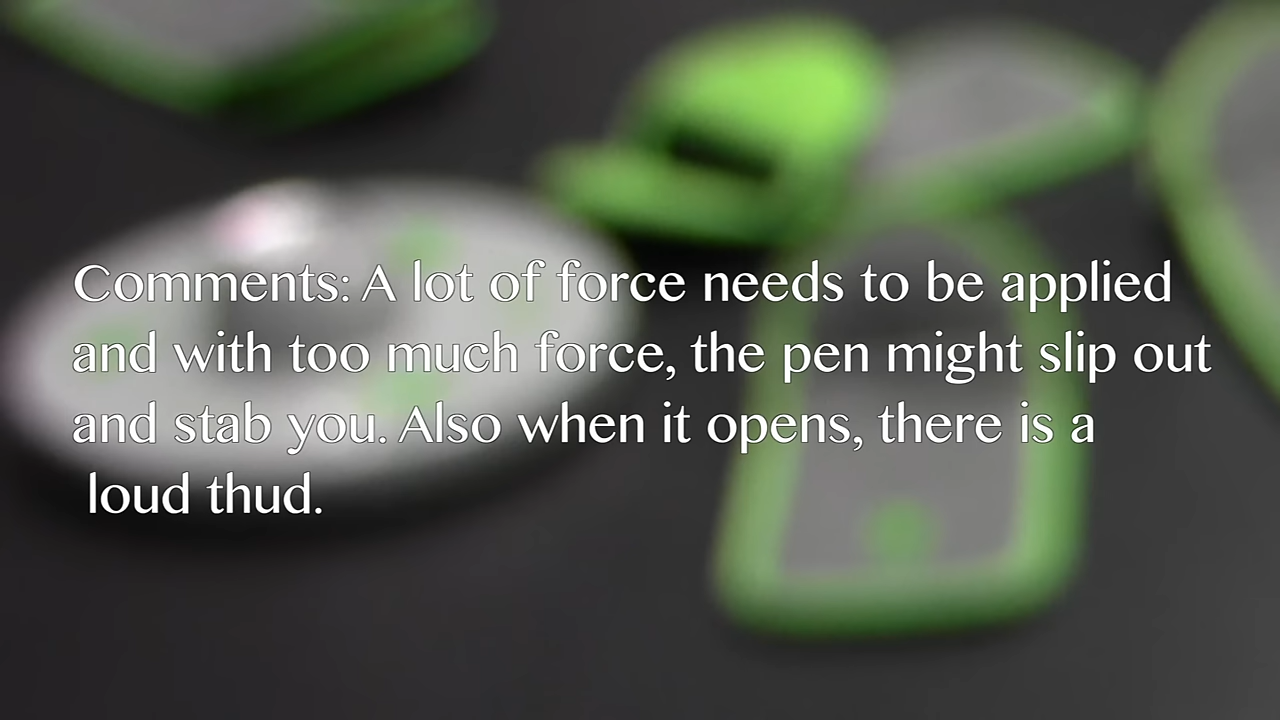 Comments: A lot of force needs to be applied
and with too much force, the pen might slip out
and stab you. Also when it opens, there is a
loud thud.